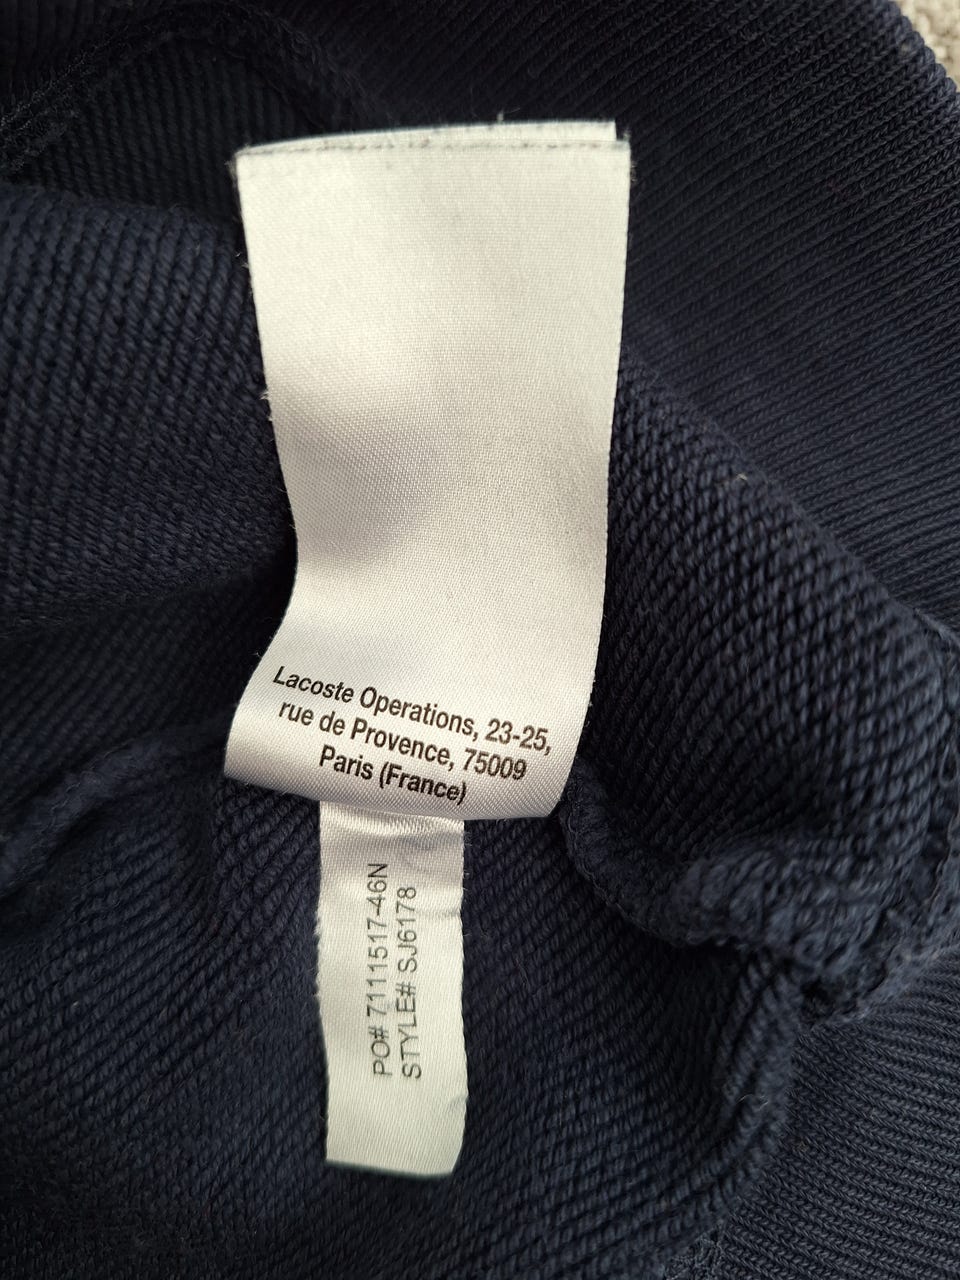 Lacoste Operations, 23-25,
rue de Provence, 75009
Paris (France)
PO# 7111517-46N
STYLE# SJ6178